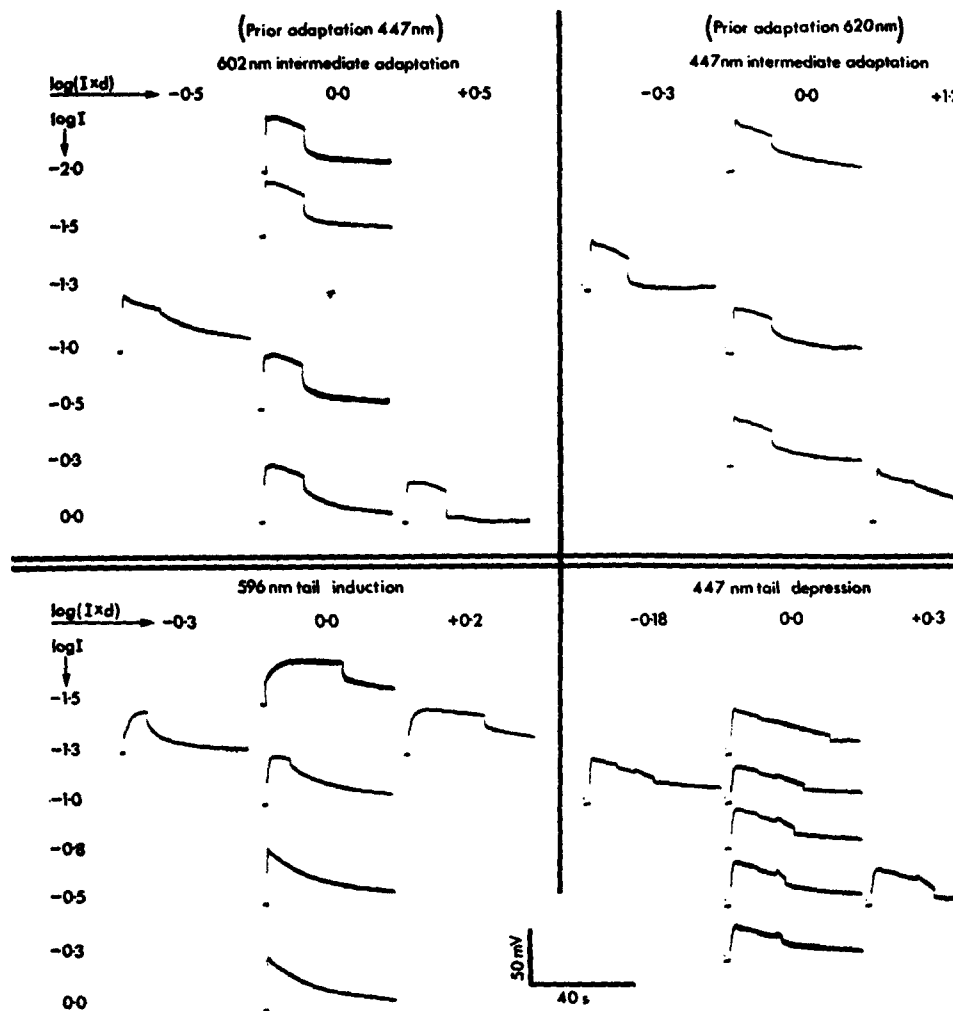 (Prior adaptation 447nm)
602nm intermediate adaptation
log(I×d) -0·5 0·0 +0·5
logI
-2·0
-1·5
-1·3
-1·0
-0·5
-0·3
0·0
(Prior adaptation 620nm)
447nm intermediate adaptation
-0·3 0·0
596nm tail induction
log(I×d) -0·3 0·0 +0·2
logI
-1·5
-1·3
-1·0
-0·8
-0·5
-0·3
0·0
447nm tail depression
-0·18 0·0 +0·3
50 mV
40 s